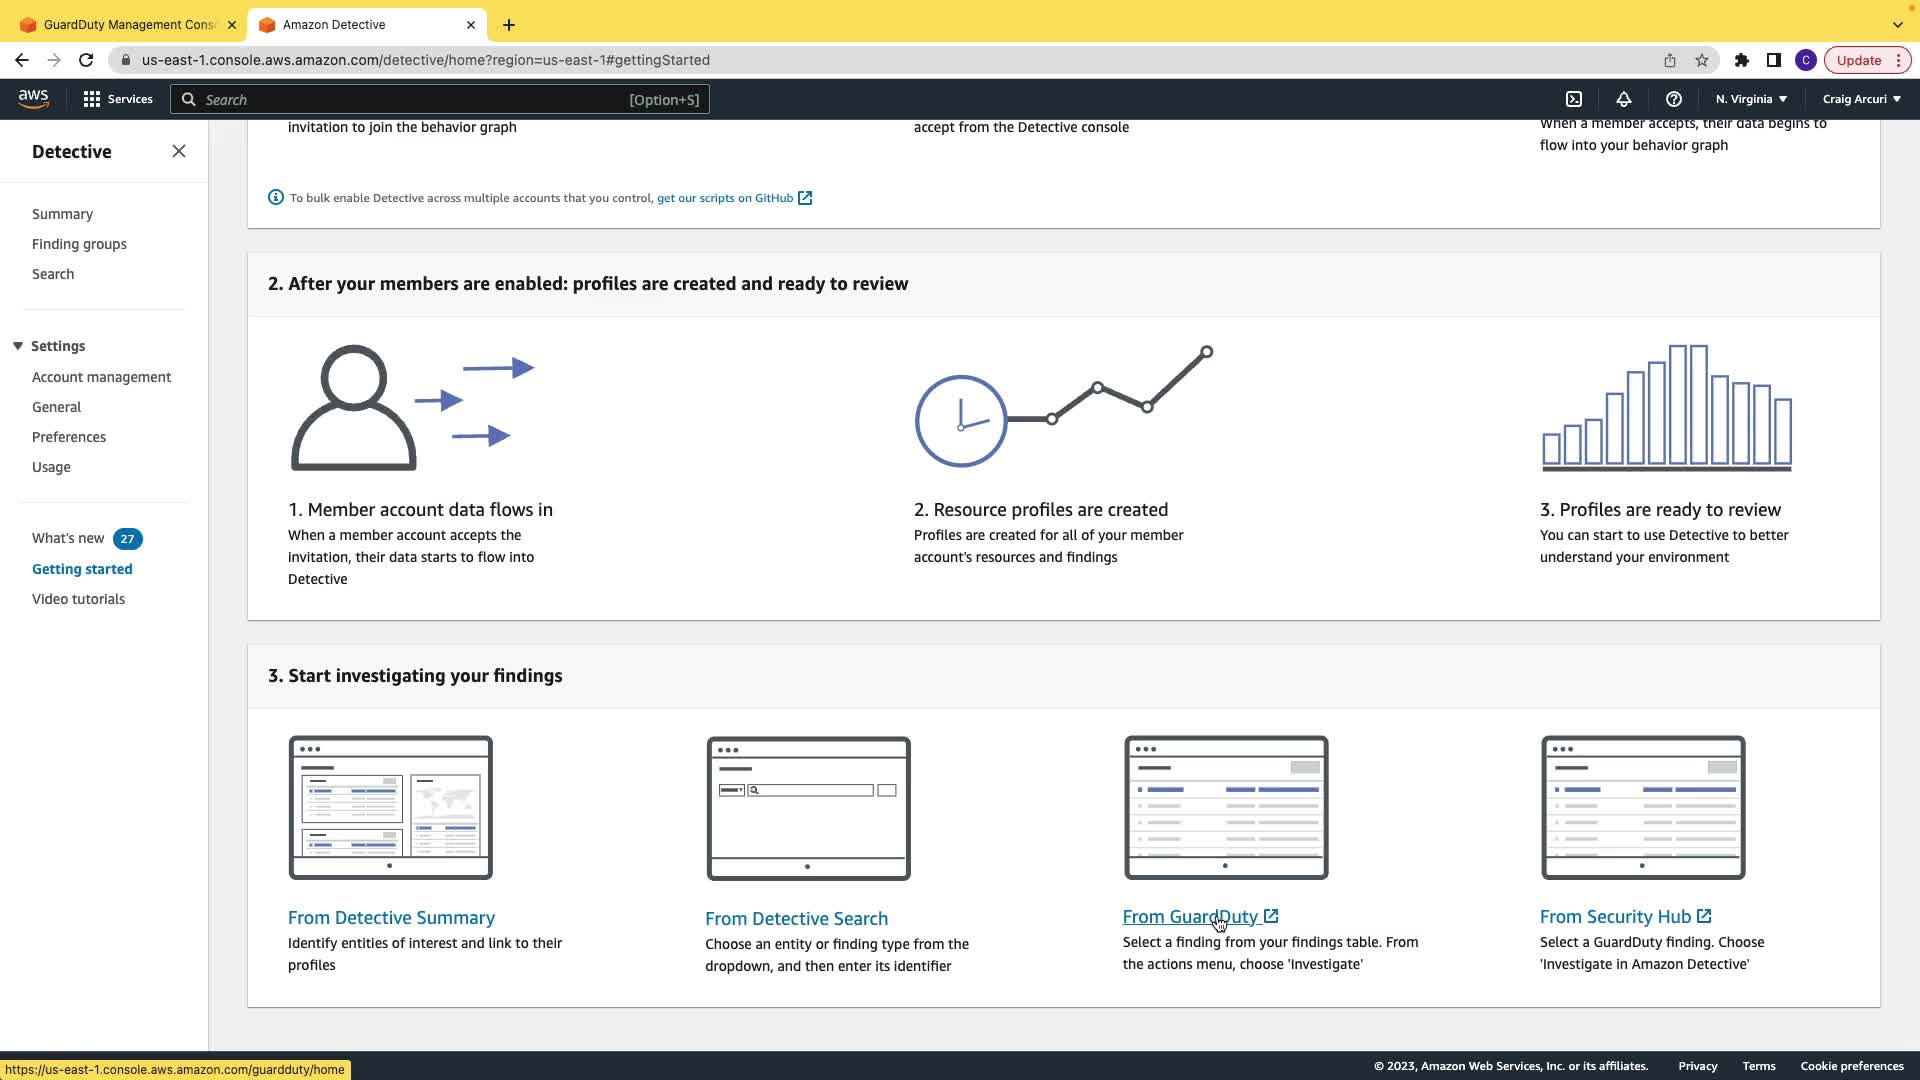 GuardDuty Management Cons
Amazon Detective
us-east-1.console.aws.amazon.com/detective/home?region=us-east-1#gettingStarted
C
Update
aws
Services
Search
[Option+S]
N. Virginia
Craig Arcuri
Detective
Summary
Finding groups
Search
Settings
Account management
General
Preferences
Usage
What's new 27
Getting started
Video tutorials
invitation to join the behavior graph
accept from the Detective console
When a member accepts, their data begins to
flow into your behavior graph
To bulk enable Detective across multiple accounts that you control, get our scripts on GitHub
2. After your members are enabled: profiles are created and ready to review
1. Member account data flows in
When a member account accepts the
invitation, their data starts to flow into
Detective
2. Resource profiles are created
Profiles are created for all of your member
account's resources and findings
3. Profiles are ready to review
You can start to use Detective to better
understand your environment
3. Start investigating your findings
From Detective Summary
Identify entities of interest and link to their
profiles
From Detective Search
Choose an entity or finding type from the
dropdown, and then enter its identifier
From GuardDuty
Select a finding from your findings table. From
the actions menu, choose 'Investigate'
From Security Hub
Select a GuardDuty finding. Choose
'Investigate in Amazon Detective'
https://us-east-1.console.aws.amazon.com/guardduty/home
© 2023, Amazon Web Services, Inc. or its affiliates.
Privacy
Terms
Cookie preferences